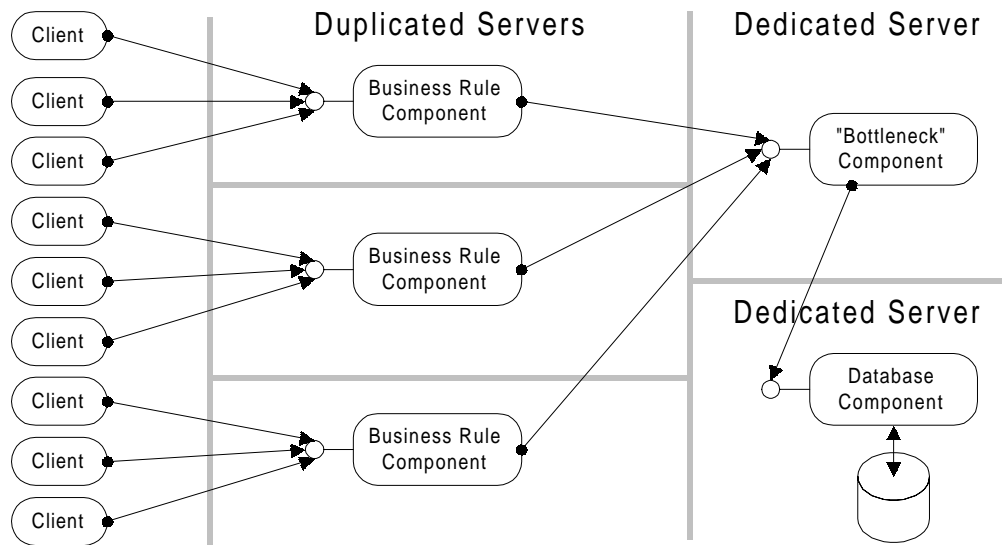 Duplicated Servers
Dedicated Server
Client
Client
Client
Client
Client
Client
Client
Client
Client
Business Rule
Component
Business Rule
Component
Business Rule
Component
"Bottleneck"
Component
Dedicated Server
Database
Component